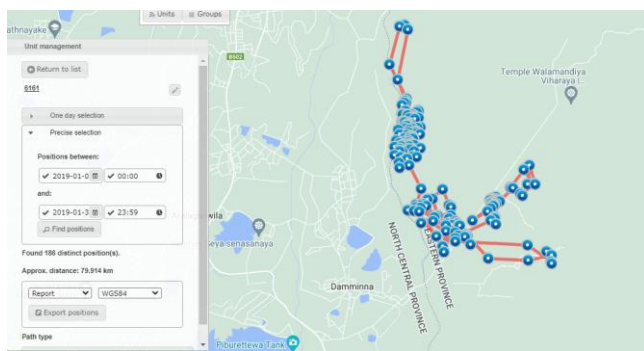 Units
Groups
athnayake
Unit management
Return to list
6161
One day selection
Precise selection
Positions between:
2019-01-0
00:00
and:
2019-01-3
23:59
Find positions
Found 186 distinct position(s).
Approx. distance: 79.914 km
Report
WGS84
Export positions
Path type
B502
Temple Walamandiya
Viharaya (...
wila
Seya senasanaya
NORTH CENTRAL PROVINCE
EASTERN PROVINCE
Damminna
Piburettewa Tank